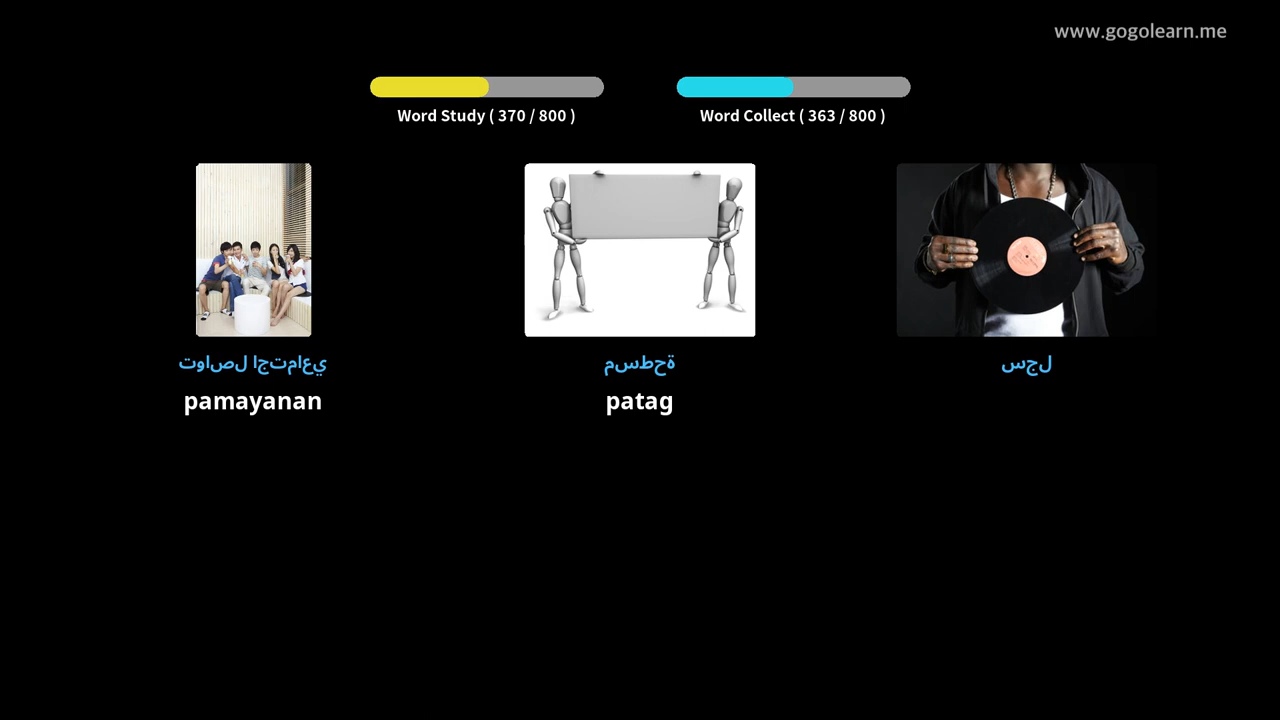 www.gogolearn.me
Word Study ( 370 / 800 )
Word Collect ( 363 / 800 )
تواصل اجتماعي
مسطحة
سجل
pamayanan
patag